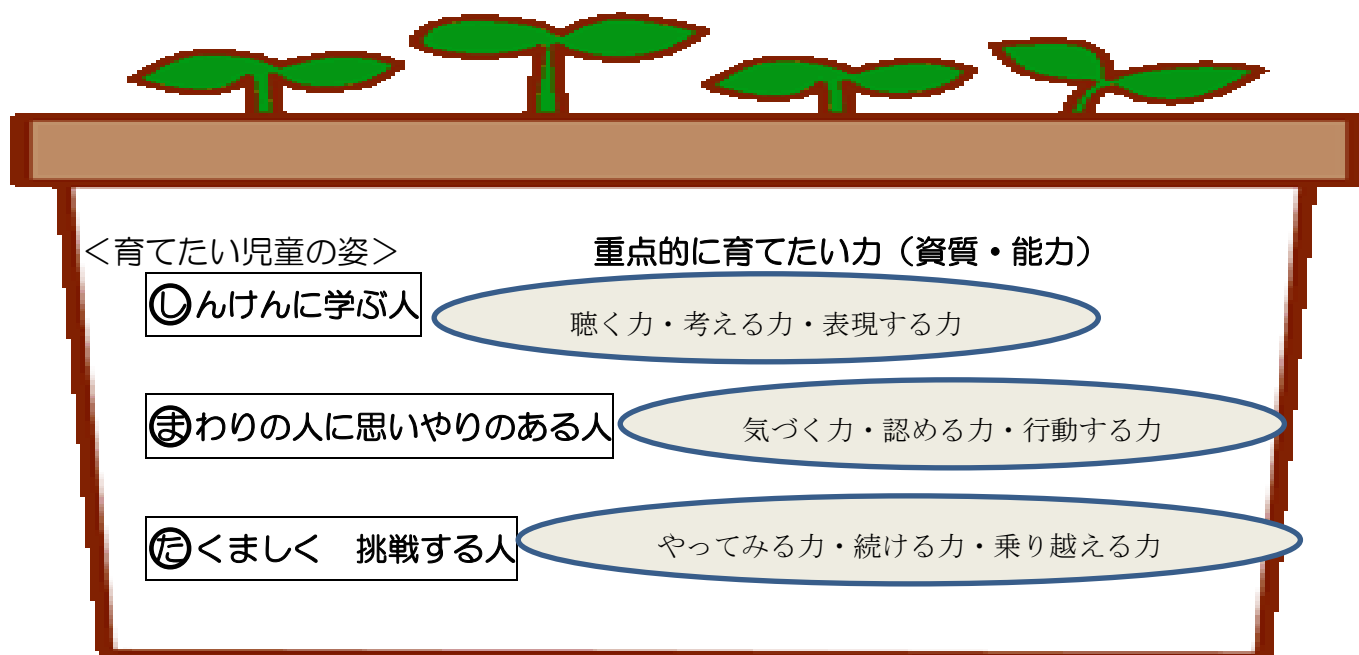 ＜育てたい児童の姿＞　重点的に育てたい力（資質・能力）
しんけんに学ぶ人　聴く力・考える力・表現する力
まわりの人に思いやりのある人　気づく力・認める力・行動する力
たくましく　挑戦する人　やってみる力・続ける力・乗り越える力